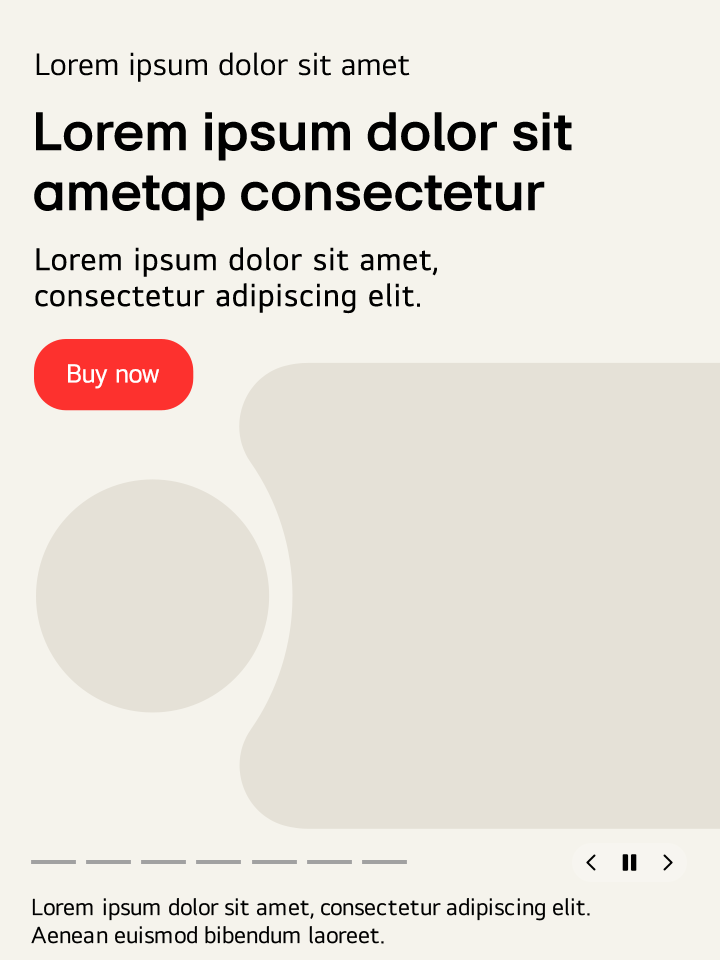 Lorem ipsum dolor sit amet
Lorem ipsum dolor sit
ametap consectetur
Lorem ipsum dolor sit amet,
consectetur adipiscing elit.
Buy now
Lorem ipsum dolor sit amet, consectetur adipiscing elit.
Aenean euismod bibendum laoreet.